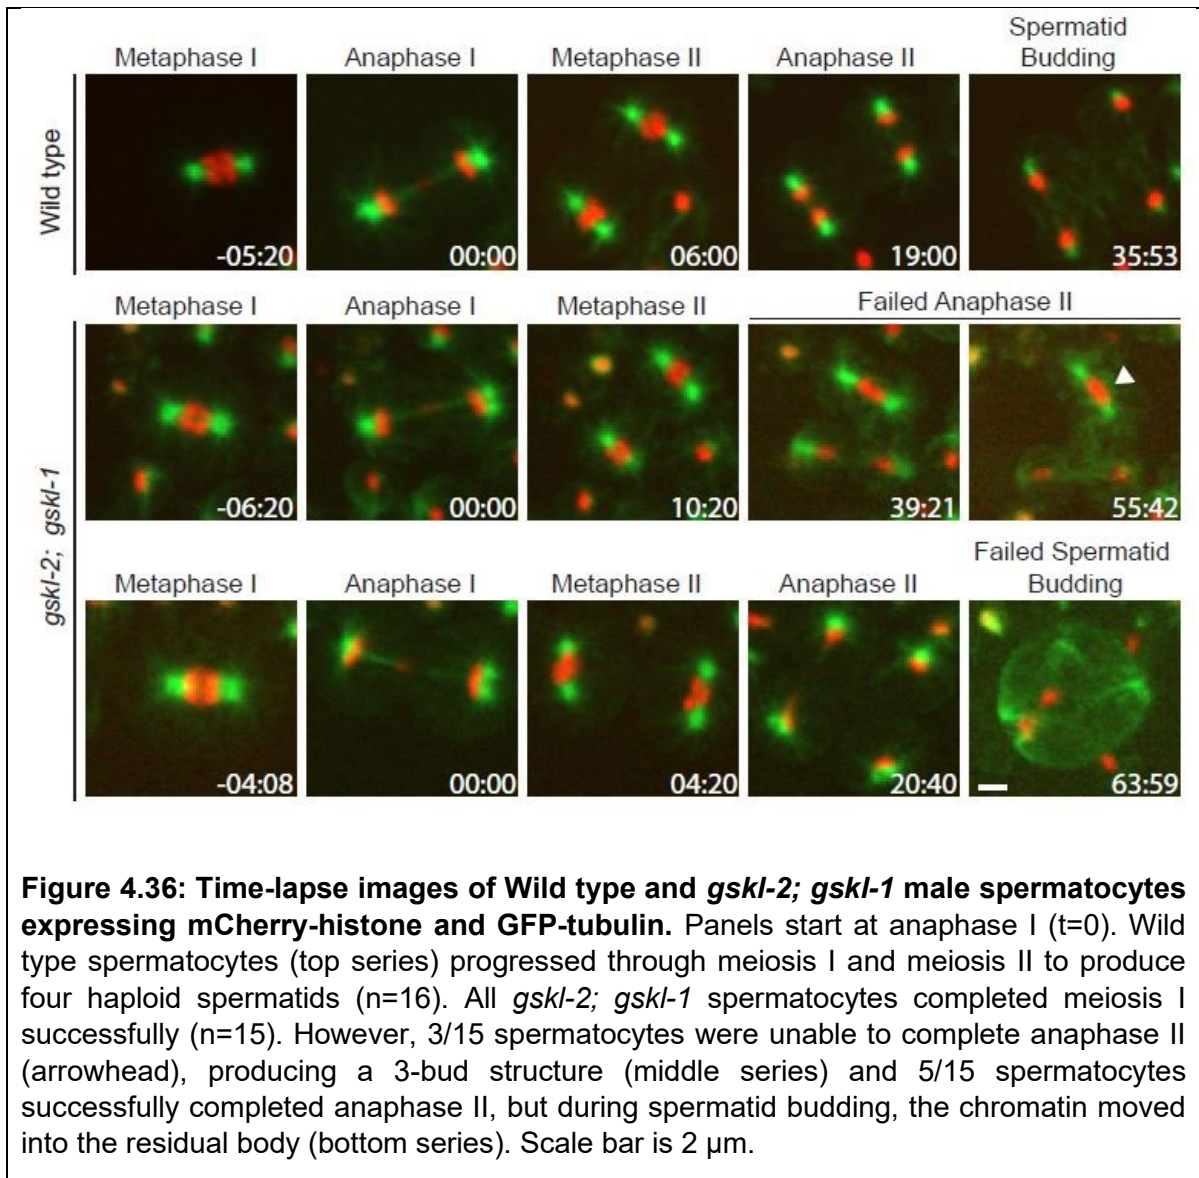 Metaphase I Anaphase I Metaphase II Anaphase II Spermatid Budding
Wild type
-05:20 00:00 06:00 19:00 35:53
Metaphase I Anaphase I Metaphase II Failed Anaphase II
gskl-2; gskl-1
-06:20 00:00 10:20 39:21 55:42
Metaphase I Anaphase I Metaphase II Anaphase II Failed Spermatid Budding
-04:08 00:00 04:20 20:40 63:59
Figure 4.36: Time-lapse images of Wild type and gskl-2; gskl-1 male spermatocytes
expressing mCherry-histone and GFP-tubulin. Panels start at anaphase I (t=0). Wild
type spermatocytes (top series) progressed through meiosis I and meiosis II to produce
four haploid spermatids (n=16). All gskl-2; gskl-1 spermatocytes completed meiosis I
successfully (n=15). However, 3/15 spermatocytes were unable to complete anaphase II
(arrowhead), producing a 3-bud structure (middle series) and 5/15 spermatocytes
successfully completed anaphase II, but during spermatid budding, the chromatin moved
into the residual body (bottom series). Scale bar is 2 µm.